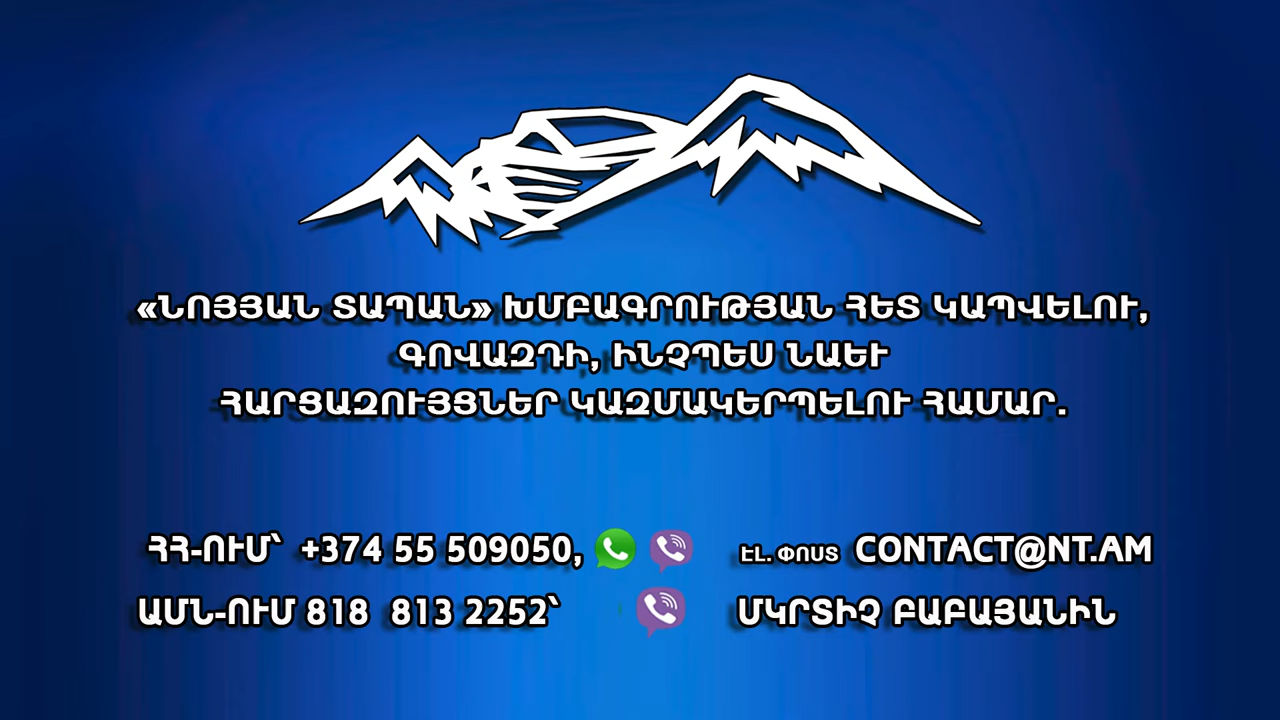 «ՆՈՅՅԱՆ ՏԱՊԱՆ» ԽՄԲԱԳՐՈՒԹՅԱՆ ՀԵՏ ԿԱՊՎԵԼՈՒ,
ԳՈՎԱԶԴԻ, ԻՆՉՊԵՍ ՆԱԵՒ
ՀԱՐՑԱԶՈՒՅՑՆԵՐ ԿԱԶՄԱԿԵՐՊԵԼՈՒ ՀԱՄԱՐ.
ՀՀ-ՈՒՄ՝ +374 55 509050, ԷԼ. ՓՈՍՏ CONTACT@NT.AM
ԱՄՆ-ՈՒՄ 818 813 2252՝ ՄԿՐՏԻՉ ԲԱԲԱՅԱՆԻՆ